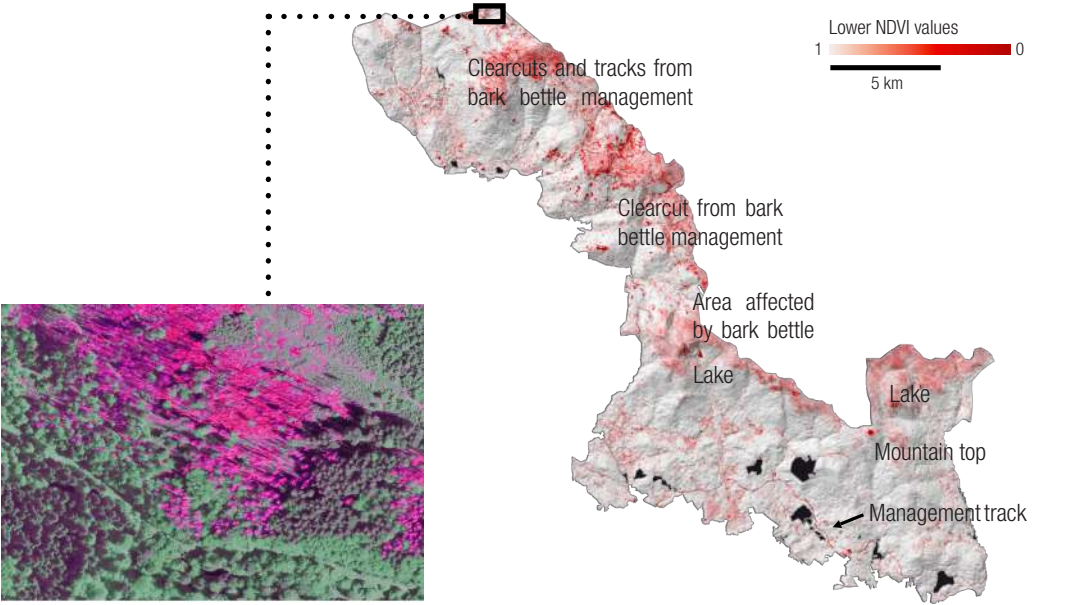 Lower NDVI values
1 0
5 km
Clearcuts and tracks from
bark bettle management
Clearcut from bark
bettle management
Area affected
by bark bettle
Lake
Lake
Mountain top
Management track